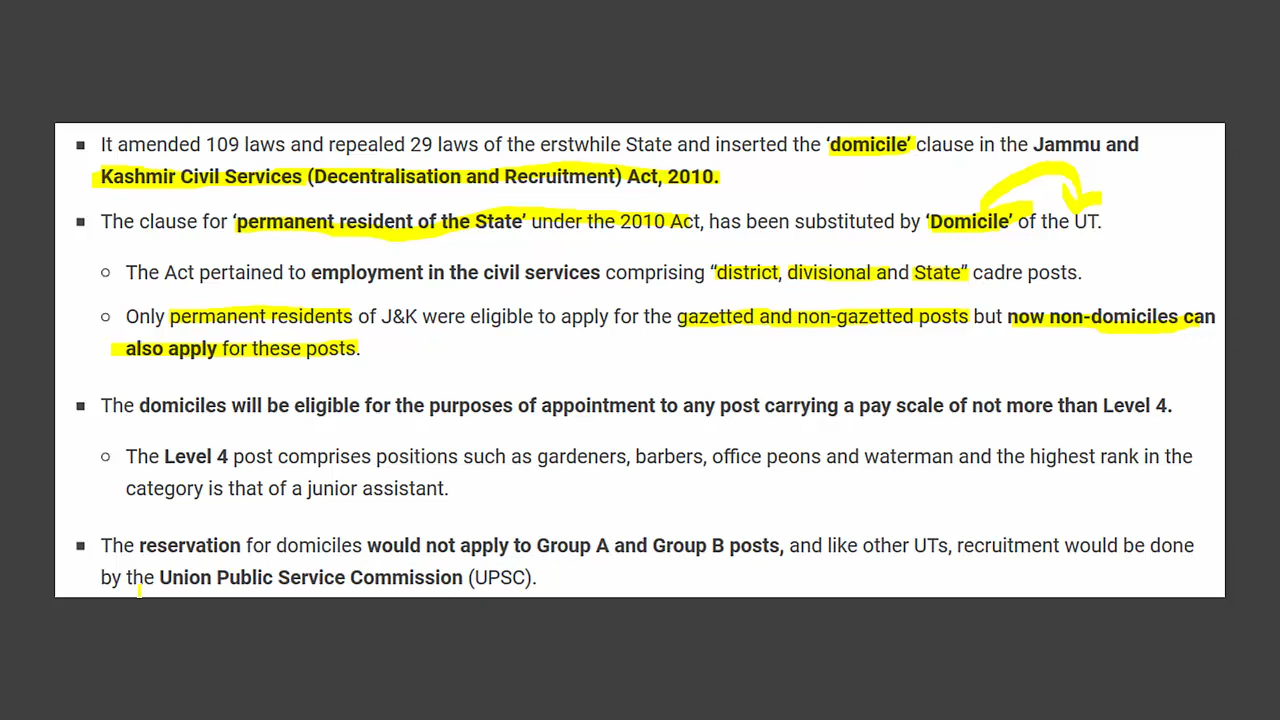 ▪ It amended 109 laws and repealed 29 laws of the erstwhile State and inserted the ‘domicile’ clause in the Jammu and
Kashmir Civil Services (Decentralisation and Recruitment) Act, 2010.
▪ The clause for ‘permanent resident of the State’ under the 2010 Act, has been substituted by ‘Domicile’ of the UT.
○ The Act pertained to employment in the civil services comprising “district, divisional and State” cadre posts.
○ Only permanent residents of J&K were eligible to apply for the gazetted and non-gazetted posts but now non-domiciles can
also apply for these posts.
▪ The domiciles will be eligible for the purposes of appointment to any post carrying a pay scale of not more than Level 4.
○ The Level 4 post comprises positions such as gardeners, barbers, office peons and waterman and the highest rank in the
category is that of a junior assistant.
▪ The reservation for domiciles would not apply to Group A and Group B posts, and like other UTs, recruitment would be done
by the Union Public Service Commission (UPSC).